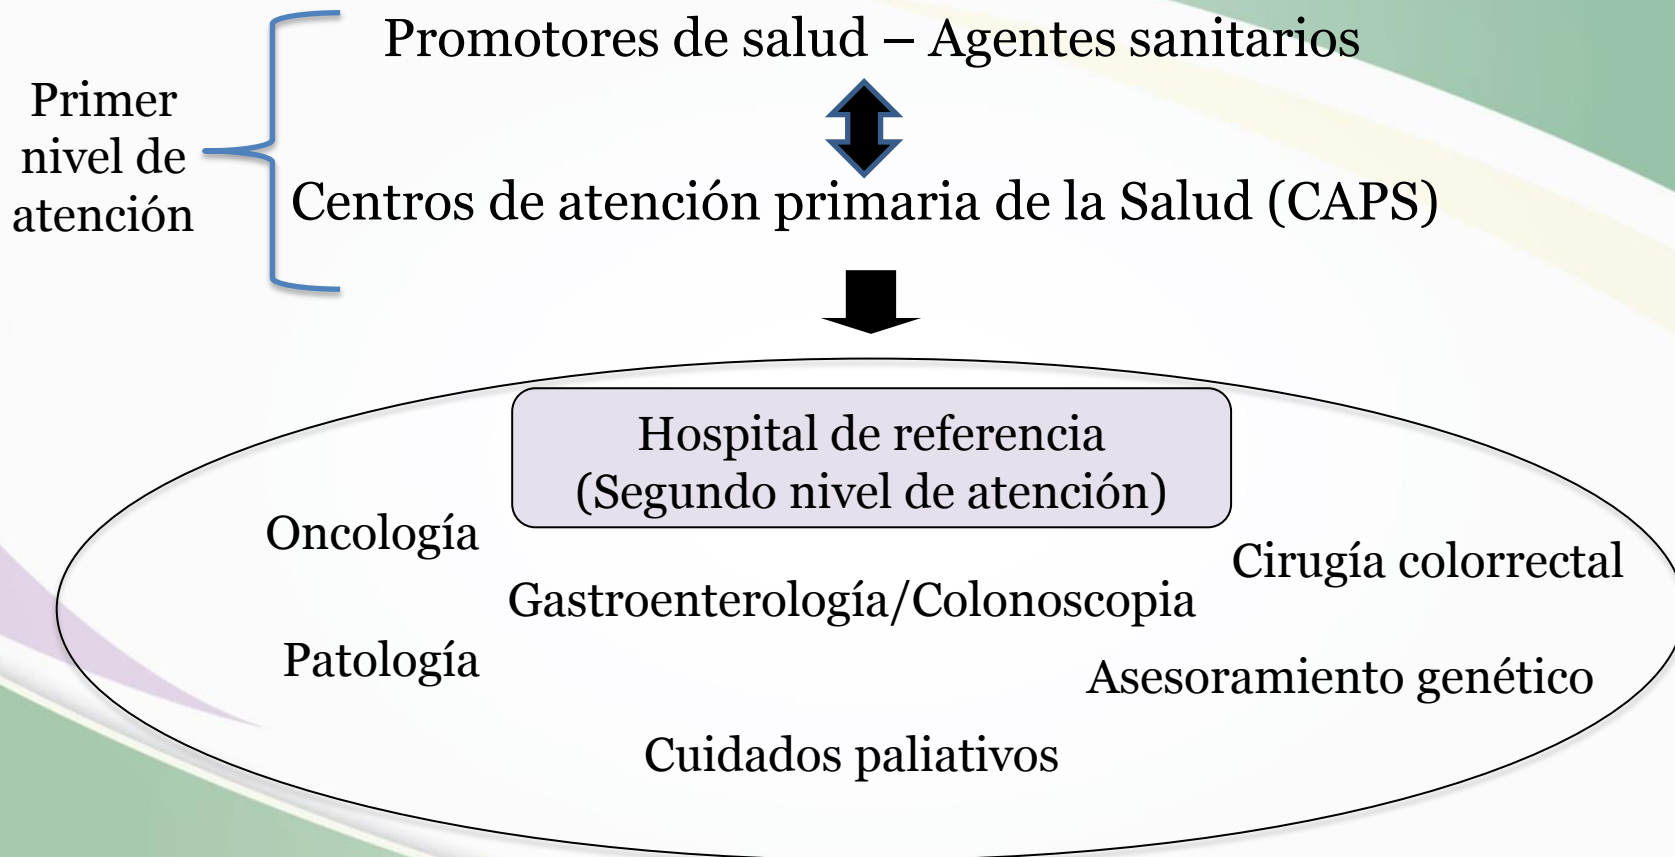 Promotores de salud – Agentes sanitarios
Primer
nivel de
atención
Centros de atención primaria de la Salud (CAPS)
Hospital de referencia
(Segundo nivel de atención)
Oncología
Cirugía colorrectal
Gastroenterología/Colonoscopia
Patología
Asesoramiento genético
Cuidados paliativos